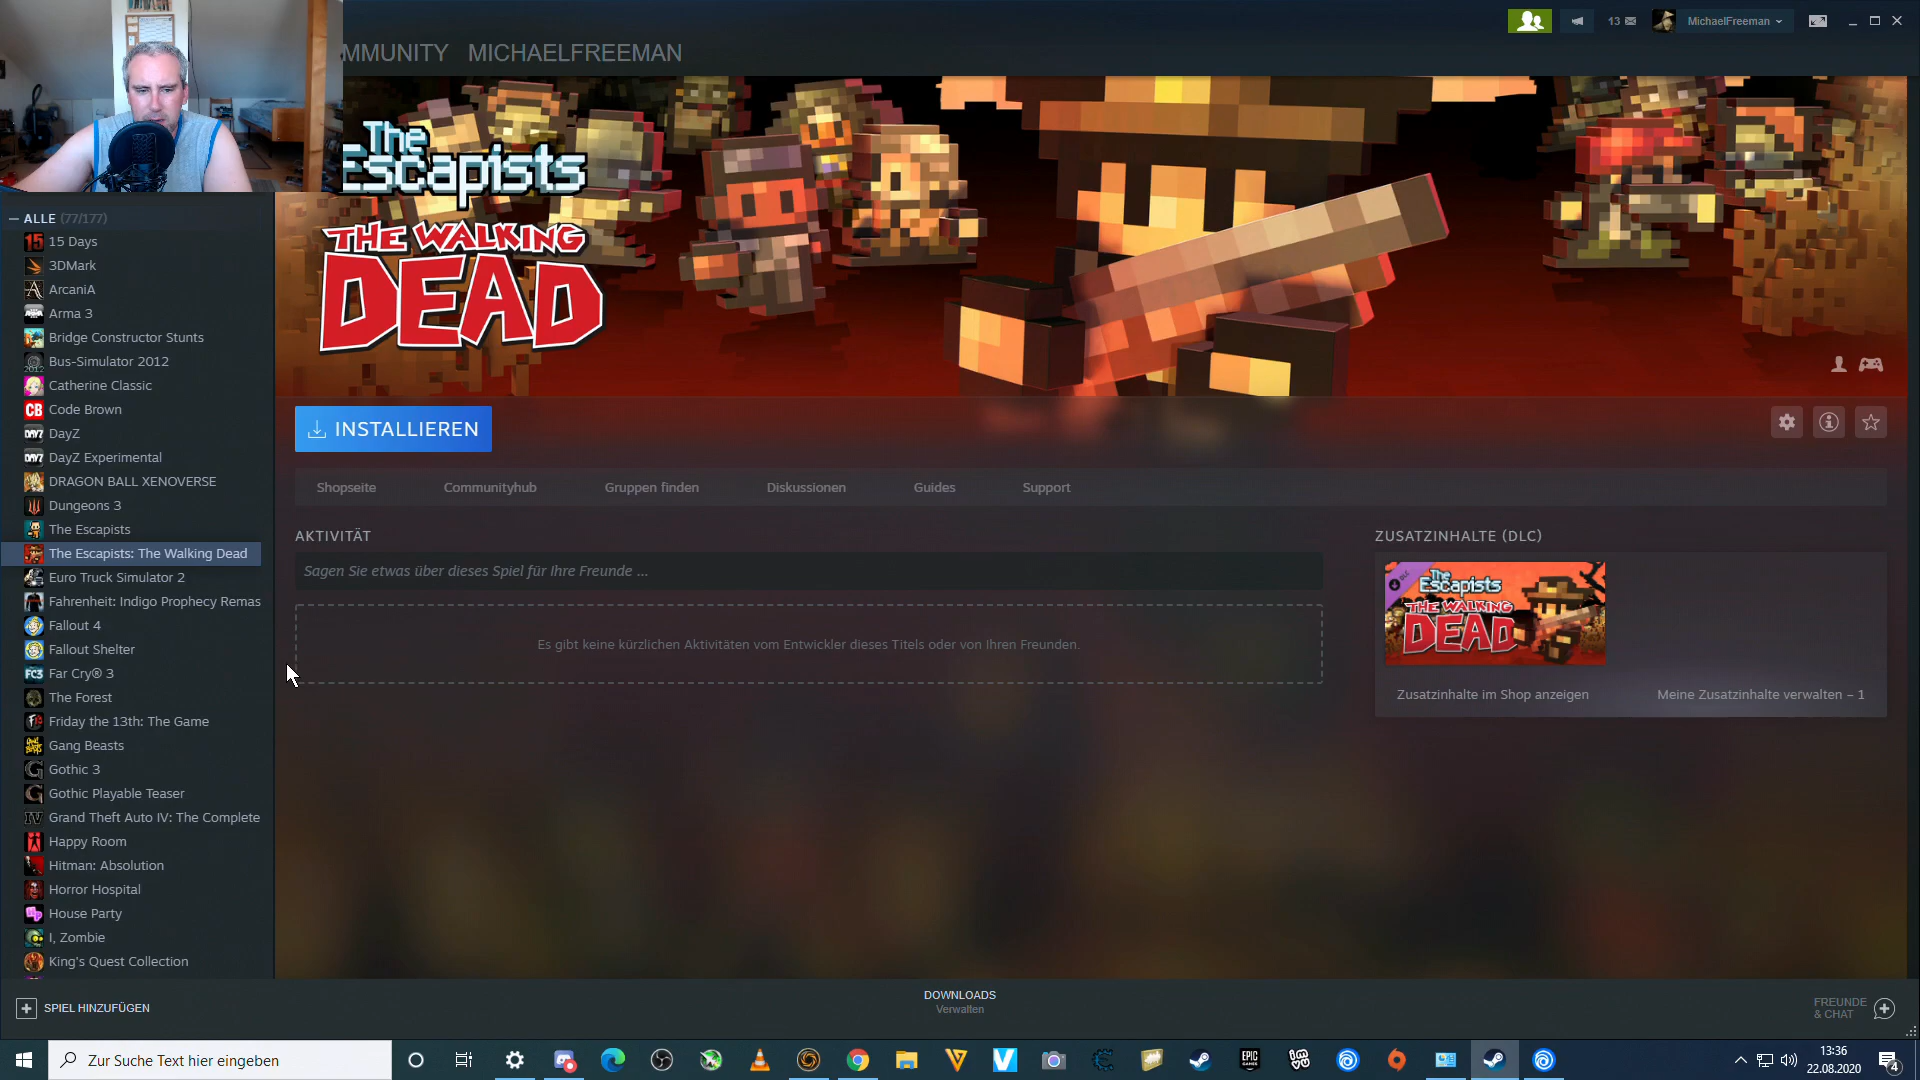 MMUNITY MICHAELFREEMAN
13
MichaelFreeman
The
Escapists
THE WALKING
DEAD
— ALLE (77/177)
15 Days
3DMark
ArcaniA
Arma 3
Bridge Constructor Stunts
Bus-Simulator 2012
Catherine Classic
Code Brown
DayZ
DayZ Experimental
DRAGON BALL XENOVERSE
Dungeons 3
The Escapists
The Escapists: The Walking Dead
Euro Truck Simulator 2
Fahrenheit: Indigo Prophecy Remas
Fallout 4
Fallout Shelter
Far Cry® 3
The Forest
Friday the 13th: The Game
Gang Beasts
Gothic 3
Gothic Playable Teaser
Grand Theft Auto IV: The Complete
Happy Room
Hitman: Absolution
Horror Hospital
House Party
I, Zombie
King's Quest Collection
INSTALLIEREN
Shopseite Communityhub Gruppen finden Diskussionen Guides Support
AKTIVITÄT
Sagen Sie etwas über dieses Spiel für Ihre Freunde ...
Es gibt keine kürzlichen Aktivitäten vom Entwickler dieses Titels oder von Ihren Freunden.
ZUSATZINHALTE (DLC)
DLC
The
Escapists
THE WALKING
DEAD
Zusatzinhalte im Shop anzeigen Meine Zusatzinhalte verwalten – 1
SPIEL HINZUFÜGEN
DOWNLOADS
Verwalten
FREUNDE
& CHAT
Zur Suche Text hier eingeben
EPIC
GAMES
13:36
22.08.2020
4